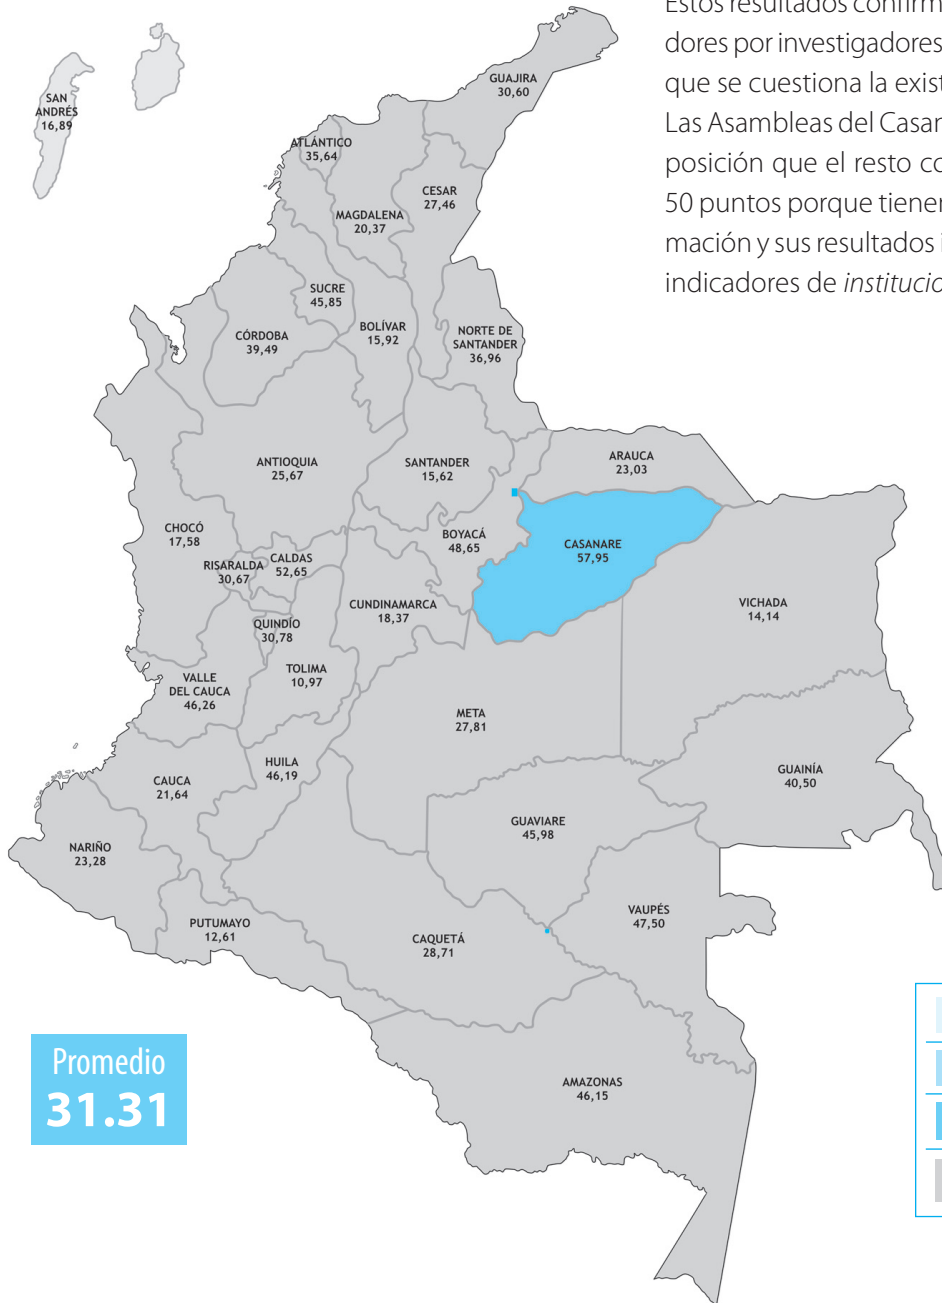 Estos resultados confirm
dores por investigadores
que se cuestiona la exist
Las Asambleas del Casar
posición que el resto co
50 puntos porque tiener
mación y sus resultados i
indicadores de institucio
SAN
ANDRÉS
16,89
GUAJIRA
30,60
ATLÁNTICO
35,64
CESAR
27,46
MAGDALENA
20,37
SUCRE
45,85
BOLÍVAR
15,92
NORTE DE
SANTANDER
36,96
CÓRDOBA
39,49
ANTIOQUIA
25,67
SANTANDER
15,62
ARAUCA
23,03
CHOCÓ
17,58
BOYACÁ
48,65
CASANARE
57,95
RISARALDA
30,67
CALDAS
52,65
CUNDINAMARCA
18,37
VICHADA
14,14
QUINDÍO
30,78
TOLIMA
10,97
VALLE
DEL CAUCA
46,26
META
27,81
HUILA
46,19
CAUCA
21,64
GUAINÍA
40,50
GUAVIARE
45,98
NARIÑO
23,28
PUTUMAYO
12,61
CAQUETÁ
28,71
VAUPÉS
47,50
AMAZONAS
46,15
Promedio
31.31